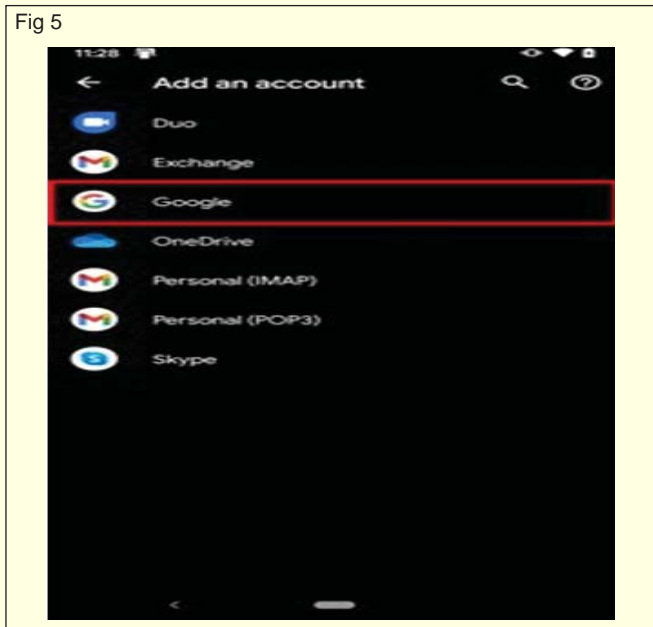 Fig 5
11:28
Add an account
Duo
Exchange
Google
OneDrive
Personal (IMAP)
Personal (POP3)
Skype